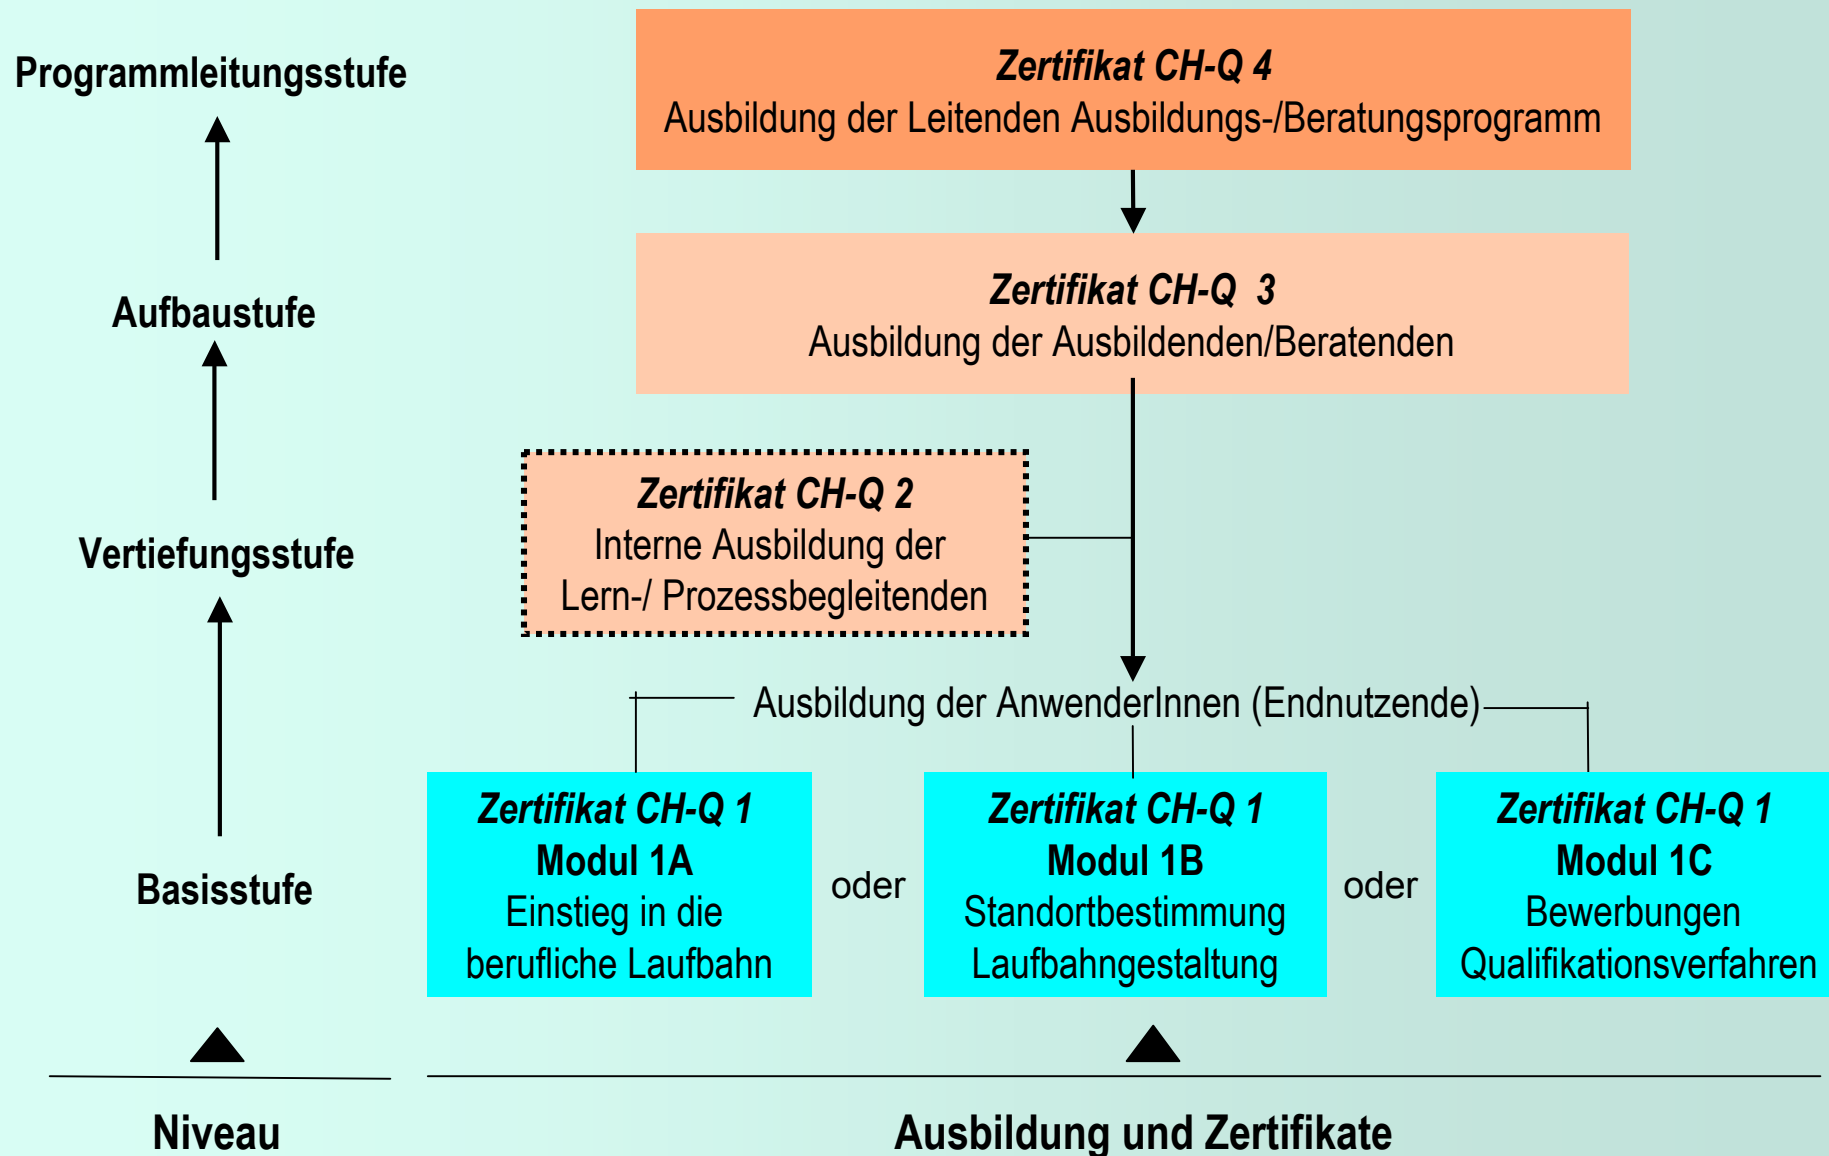 Programmleitungsstufe
Aufbaustufe
Vertiefungsstufe
Basisstufe
Niveau
Zertifikat CH-Q 4
Ausbildung der Leitenden Ausbildungs-/Beratungsprogramm
Zertifikat CH-Q  3
Ausbildung der Ausbildenden/Beratenden
Zertifikat CH-Q 2
Interne Ausbildung der
Lern-/ Prozessbegleitenden
Ausbildung der AnwenderInnen (Endnutzende)
Zertifikat CH-Q 1
Modul 1A
Einstieg in die
berufliche Laufbahn
oder
Zertifikat CH-Q 1
Modul 1B
Standortbestimmung
Laufbahngestaltung
oder
Zertifikat CH-Q 1
Modul 1C
Bewerbungen
Qualifikationsverfahren
Ausbildung und Zertifikate